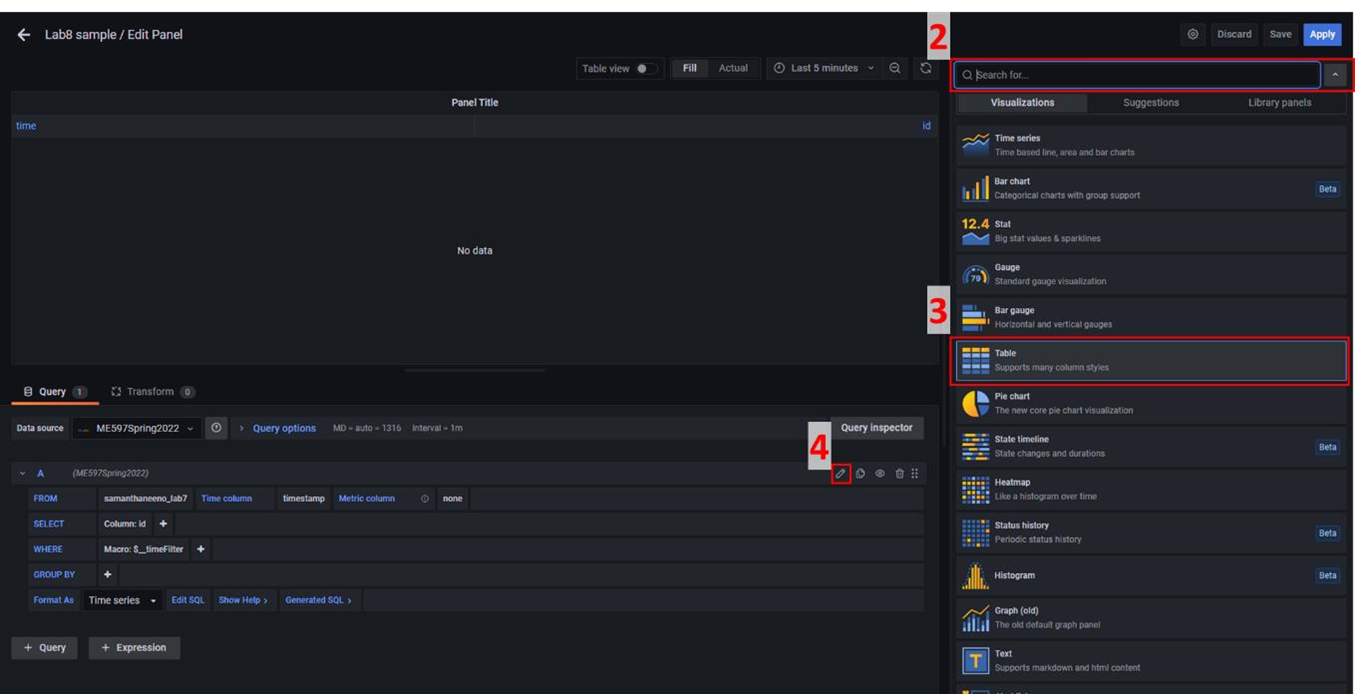 Lab8 sample / Edit Panel
2
Discard Save Apply
Table view Fill Actual Last 5 minutes
Search for...
Panel Title
time id
No data
Visualizations Suggestions Library panels
Time series
Time based line, area and bar charts
Bar chart
Categorical charts with group support
Beta
12.4 Stat
Big stat values & sparklines
79
Gauge
Standard gauge visualization
3
Bar gauge
Horizontal and vertical gauges
Table
Supports many column styles
Pie chart
The new core pie chart visualization
State timeline
State changes and durations
Beta
Heatmap
Like a histogram over time
Status history
Periodic status history
Beta
Histogram
Beta
Graph (old)
The old default graph panel
T
Text
Supports markdown and html content
Query 1 Transform 0
Data source ME597Spring2022 > Query options MD = auto = 1316 Interval = 1m Query inspector
4
A (ME597Spring2022)
FROM samanthaneeno_lab7 Time column timestamp Metric column none
SELECT Column: id +
WHERE Macro: $__timeFilter +
GROUP BY +
Format As Time series Edit SQL Show Help > Generated SQL >
+ Query + Expression